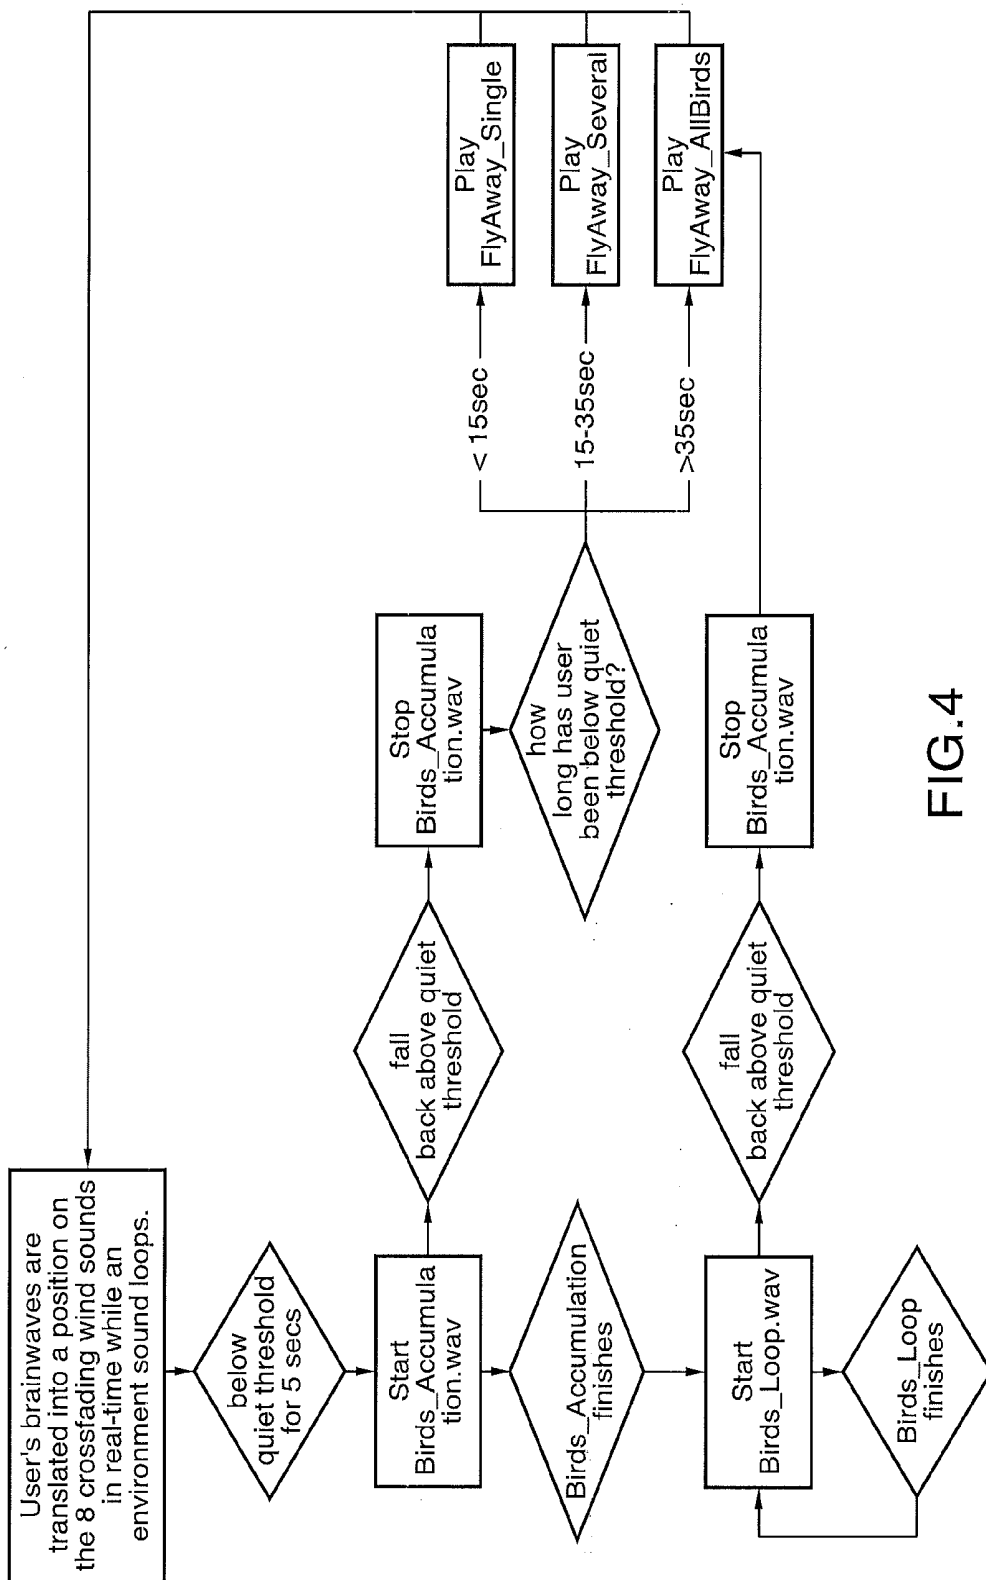 User's brainwaves are
translated into a position on
the 8 crossfading wind sounds
in real-time while an
environment sound loops.
below
quiet threshold
for 5 secs
Start
Birds_Accumula
tion.wav
fall
back above quiet
threshold
Stop
Birds_Accumula
tion.wav
how
long has user
been below quiet
threshold?
< 15sec
15-35sec
>35sec
Play
FlyAway_Single
Play
FlyAway_Several
Play
FlyAway_AllBirds
Birds_Accumulation
finishes
Start
Birds_Loop.wav
fall
back above quiet
threshold
Stop
Birds_Accumula
tion.wav
Birds_Loop
finishes
FIG.4